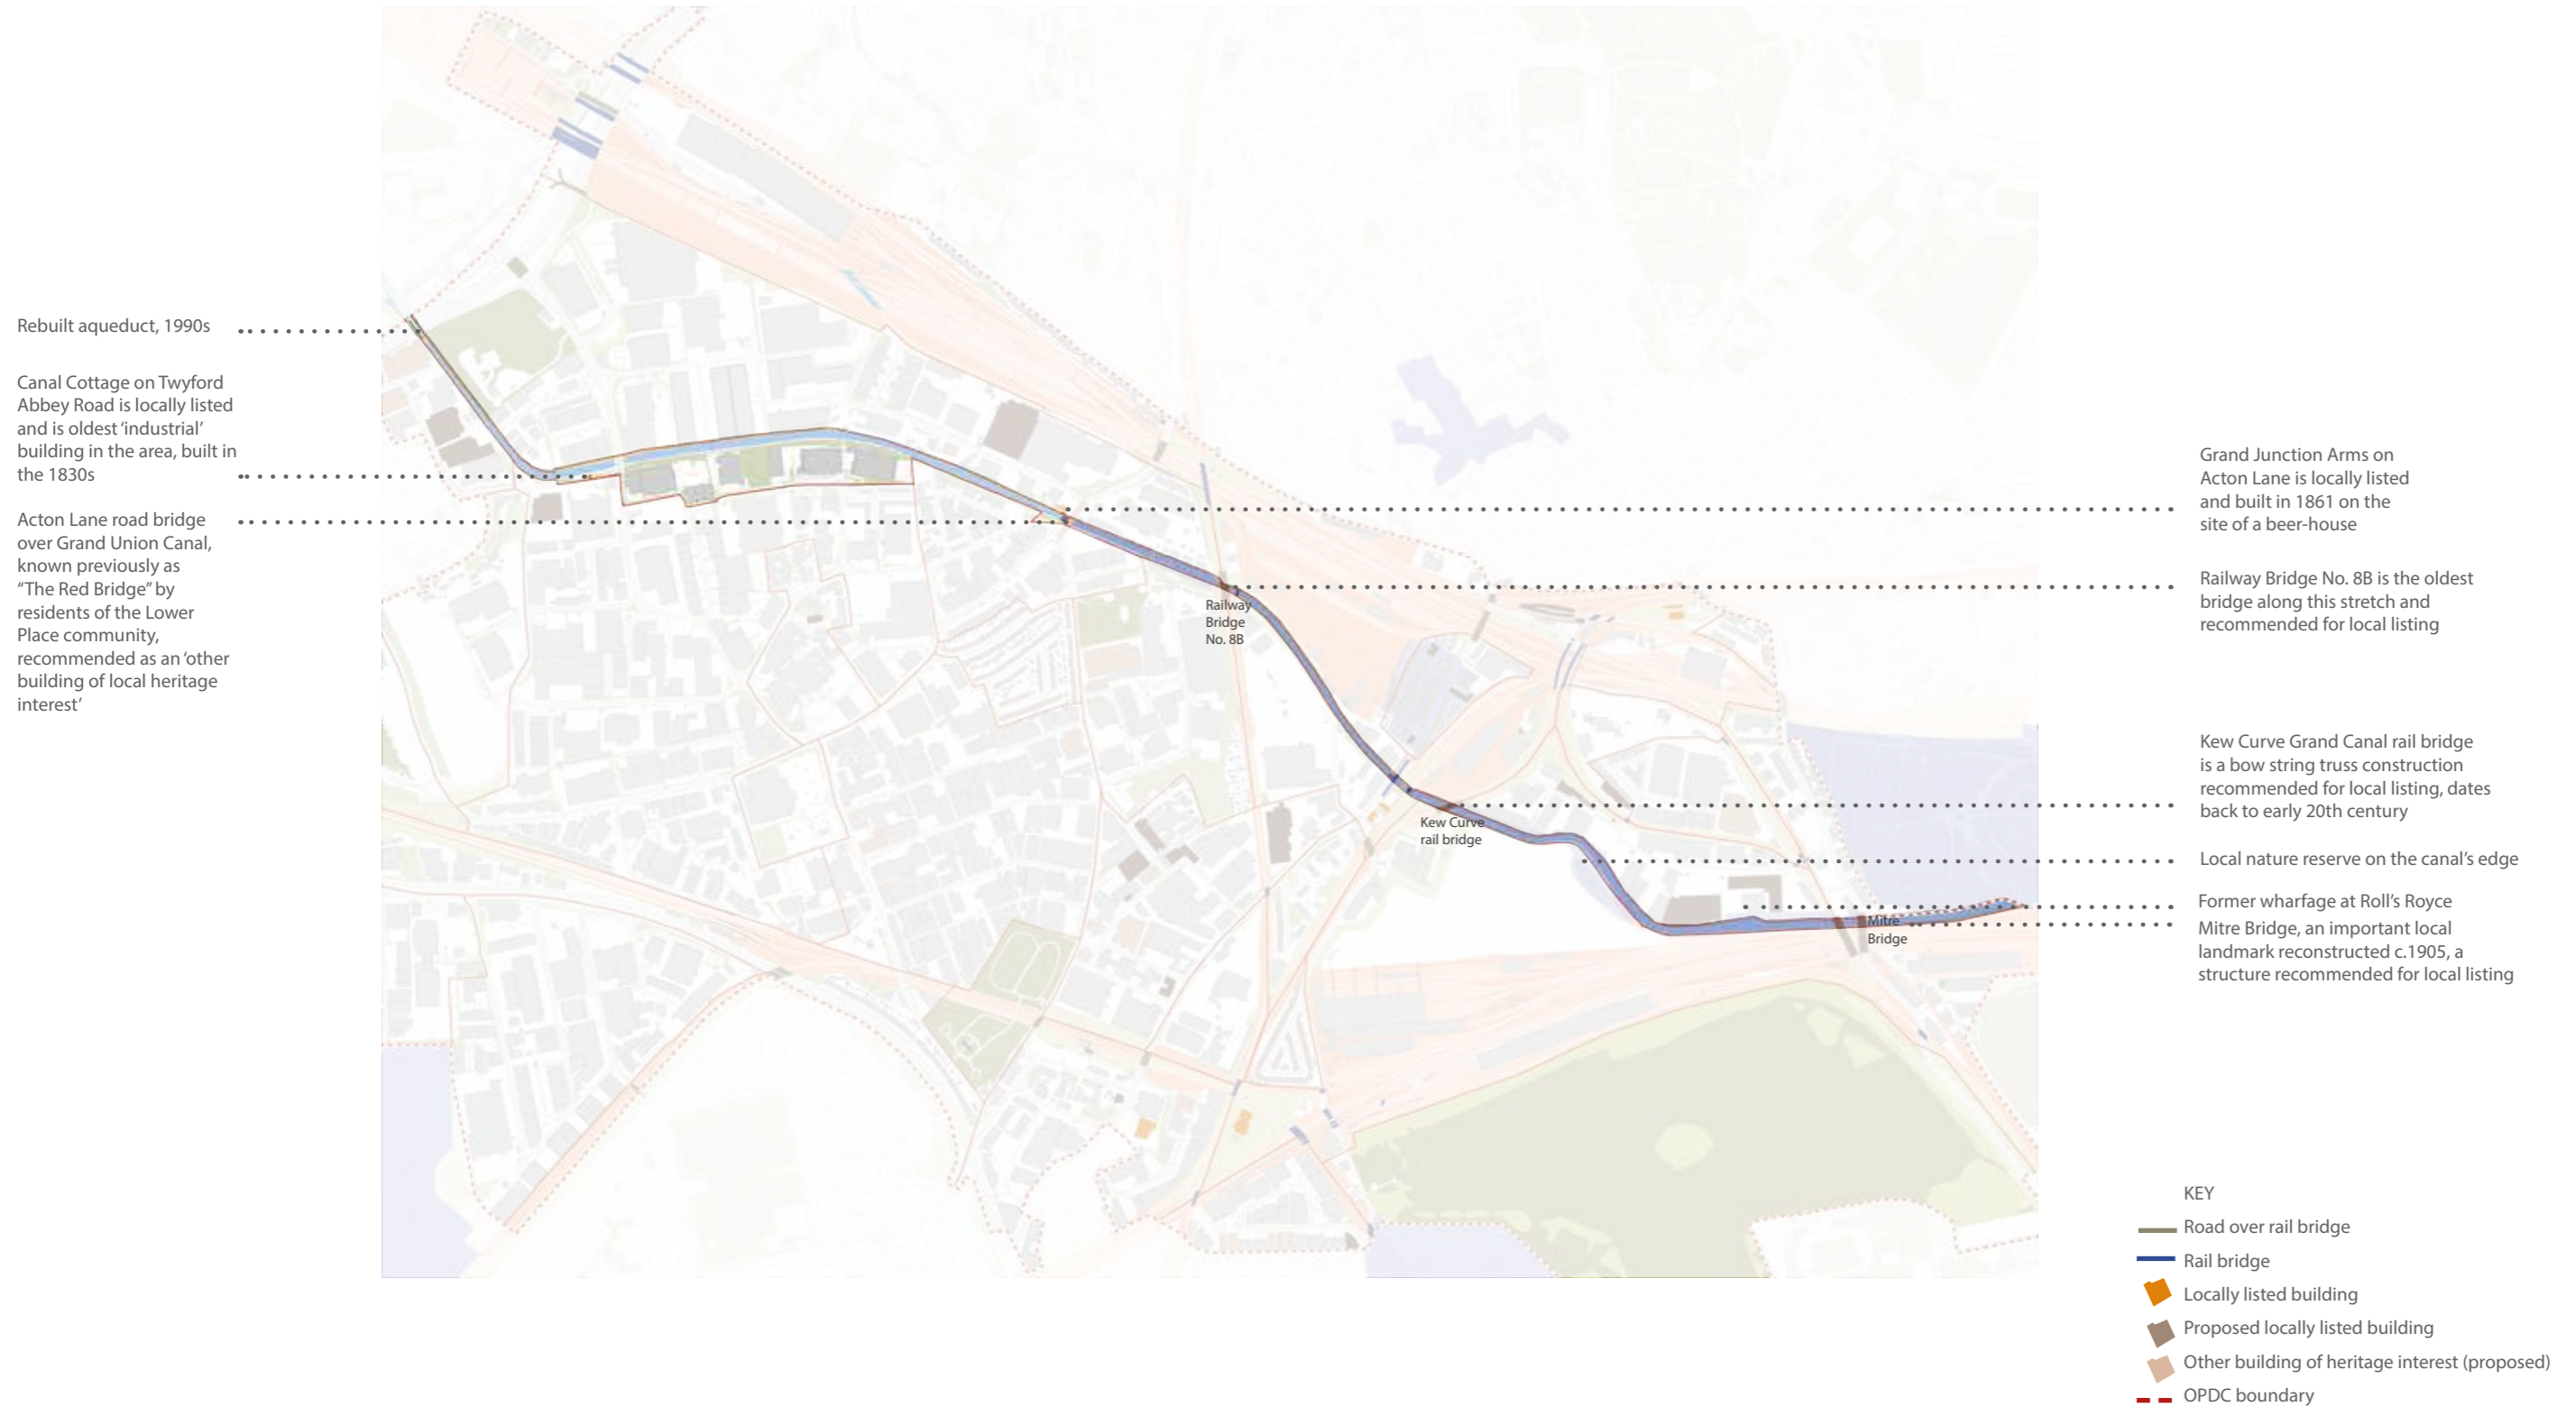 Rebuilt aqueduct, 1990s
Canal Cottage on Twyford
Abbey Road is locally listed
and is oldest ‘industrial’
building in the area, built in
the 1830s
Acton Lane road bridge
over Grand Union Canal,
known previously as
“The Red Bridge” by
residents of the Lower
Place community,
recommended as an ‘other
building of local heritage
interest’
Railway
Bridge
No. 8B
Kew Curve
rail bridge
Mitre
Bridge
Grand Junction Arms on
Acton Lane is locally listed
and built in 1861 on the
site of a beer-house
Railway Bridge No. 8B is the oldest
bridge along this stretch and
recommended for local listing
Kew Curve Grand Canal rail bridge
is a bow string truss construction
recommended for local listing, dates
back to early 20th century
Local nature reserve on the canal’s edge
Former wharfage at Roll’s Royce
Mitre Bridge, an important local
landmark reconstructed c.1905, a
structure recommended for local listing
KEY
Road over rail bridge
Rail bridge
Locally listed building
Proposed locally listed building
Other building of heritage interest (proposed)
OPDC boundary